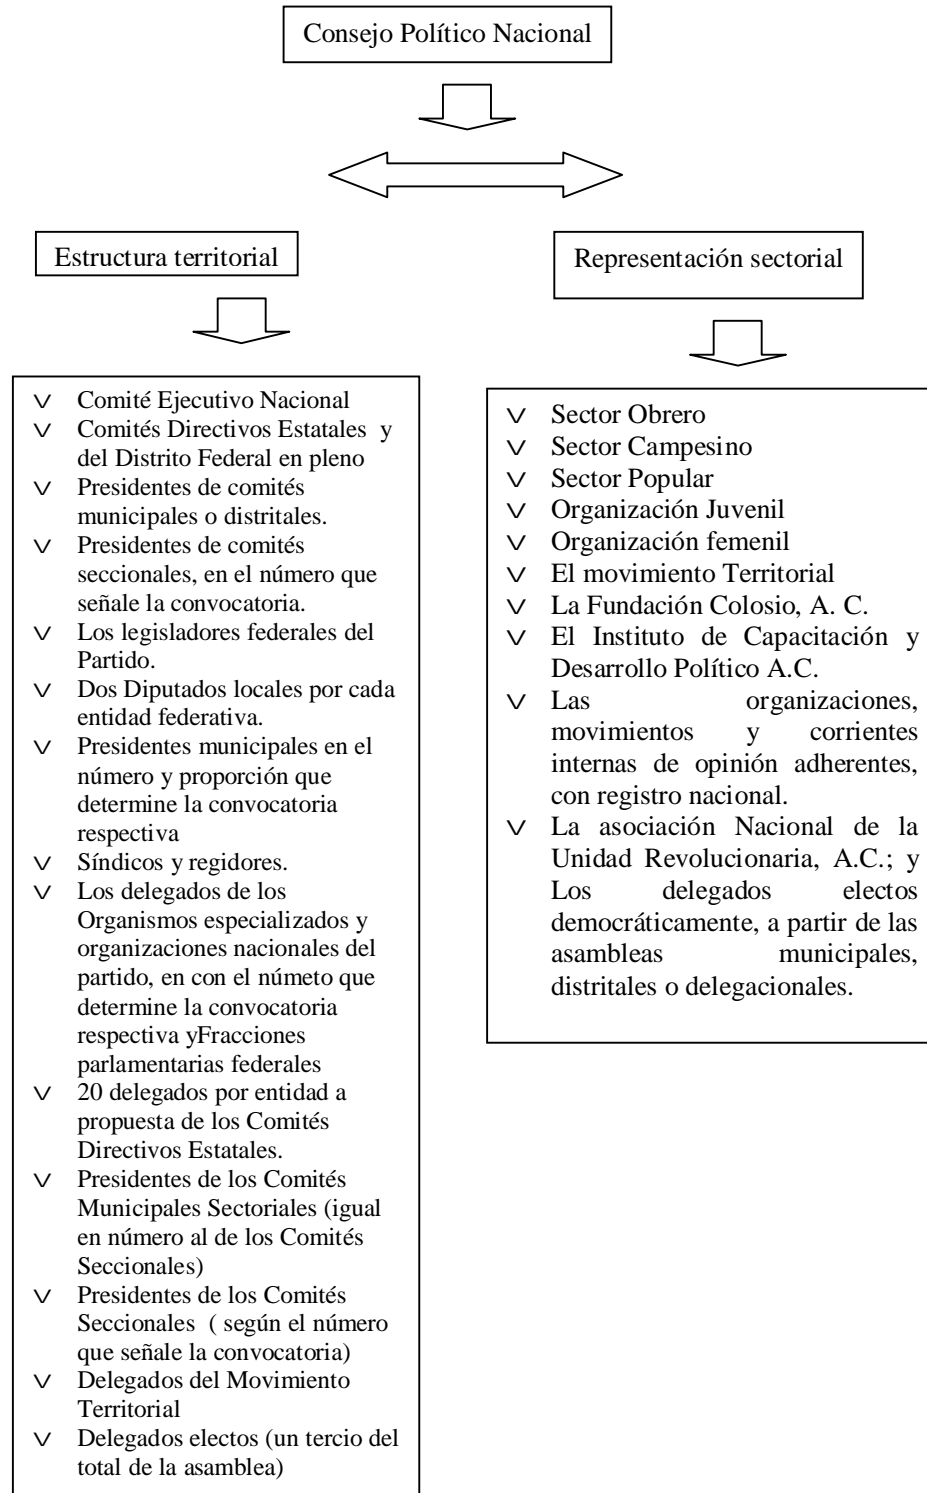 Consejo Político Nacional
Estructura territorial
Comité Ejecutivo Nacional
Comités Directivos Estatales y
del Distrito Federal en pleno
Presidentes de comités
municipales o distritales.
Presidentes de comités
seccionales, en el número que
señale la convocatoria.
Los legisladores federales del
Partido.
Dos Diputados locales por cada
entidad federativa.
Presidentes municipales en el
número y proporción que
determine la convocatoria
respectiva
Síndicos y regidores.
Los delegados de los
Organismos especializados y
organizaciones nacionales del
partido, en con el númeto que
determine la convocatoria
respectiva yFracciones
parlamentarias federales
20 delegados por entidad a
propuesta de los Comités
Directivos Estatales.
Presidentes de los Comités
Municipales Sectoriales (igual
en número al de los Comités
Seccionales)
Presidentes de los Comités
Seccionales ( según el número
que señale la convocatoria)
Delegados del Movimiento
Territorial
Delegados electos (un tercio del
total de la asamblea)
Representación sectorial
Sector Obrero
Sector Campesino
Sector Popular
Organización Juvenil
Organización femenil
El movimiento Territorial
La Fundación Colosio, A. C.
El Instituto de Capacitación y
Desarrollo Político A.C.
Las organizaciones,
movimientos y corrientes
internas de opinión adherentes,
con registro nacional.
La asociación Nacional de la
Unidad Revolucionaria, A.C.; y
Los delegados electos
democráticamente, a partir de las
asambleas municipales,
distritales o delegacionales.